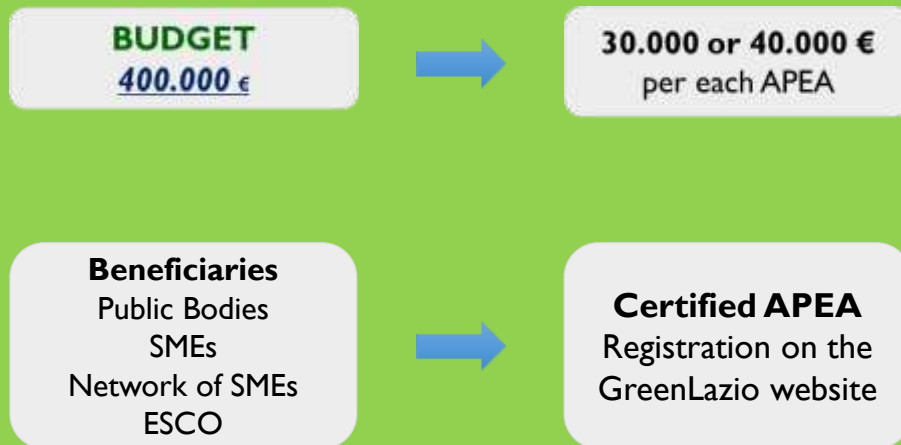 BUDGET
400.000 €
30.000 or 40.000 €
per each APEA
Beneficiaries
Public Bodies
SMEs
Network of SMEs
ESCO
Certified APEA
Registration on the
GreenLazio website